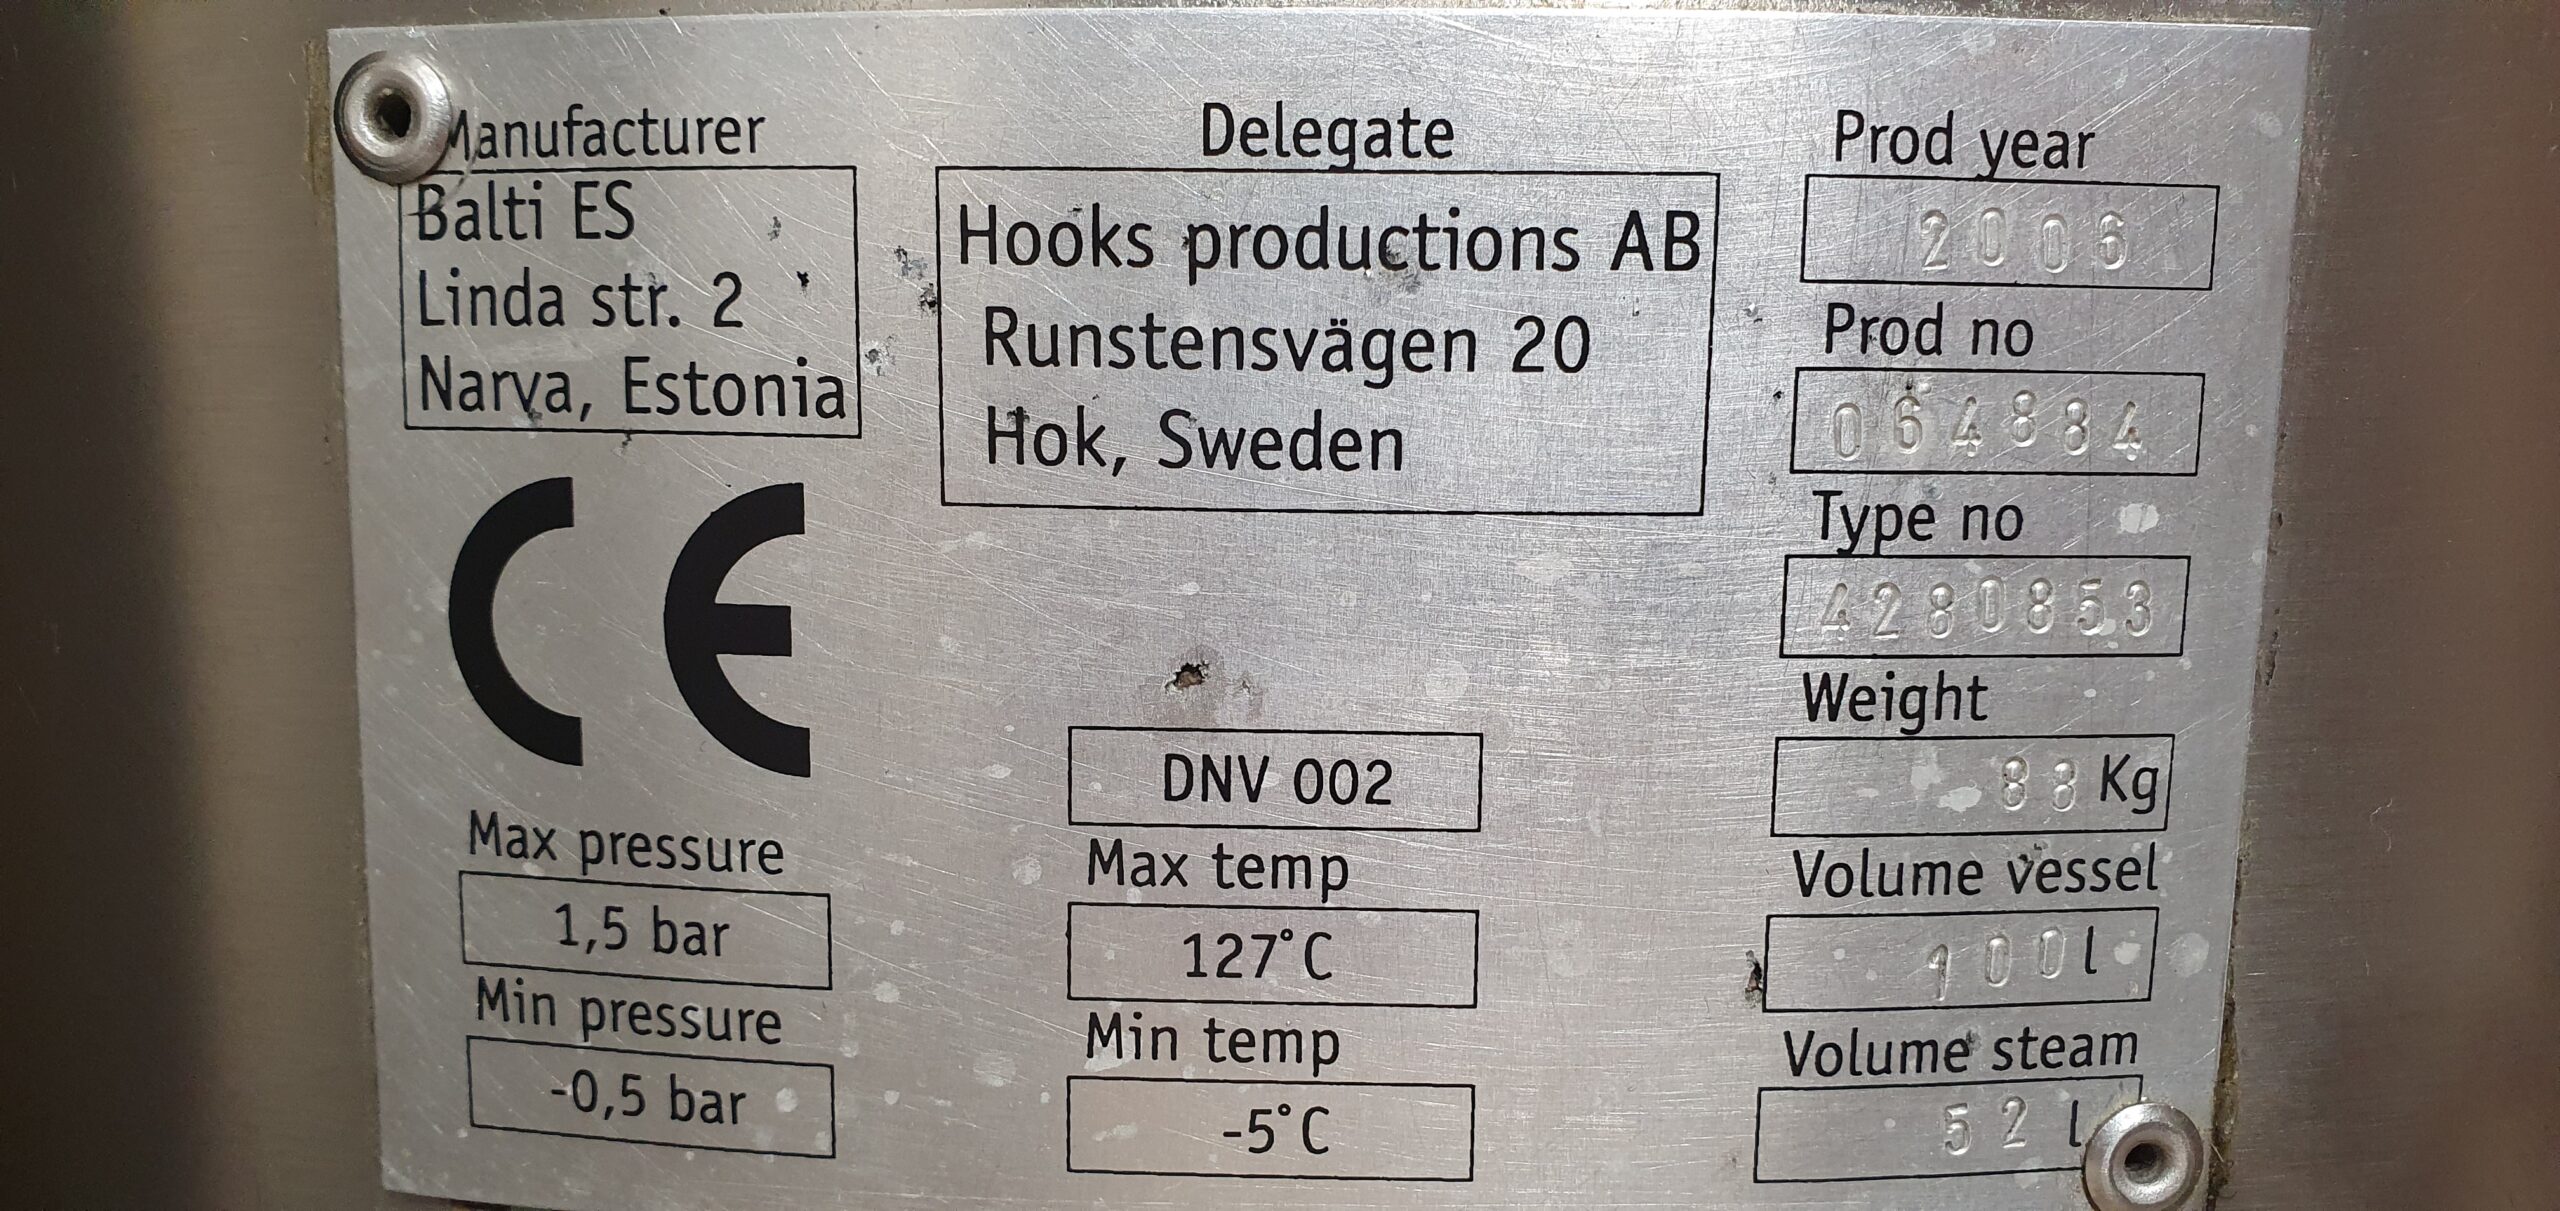 Manufacturer
Balti ES
Linda str. 2
Narva, Estonia
CE
Max pressure
1,5 bar
Min pressure
-0,5 bar
Delegate
Hooks productions AB
Runstensvägen 20
Hok, Sweden
DNV 002
Max temp
127°C
Min temp
-5°C
Prod year
2006
Prod no
064884
Type no
4280853
Weight
88 Kg
Volume vessel
100 l
Volume steam
52 l